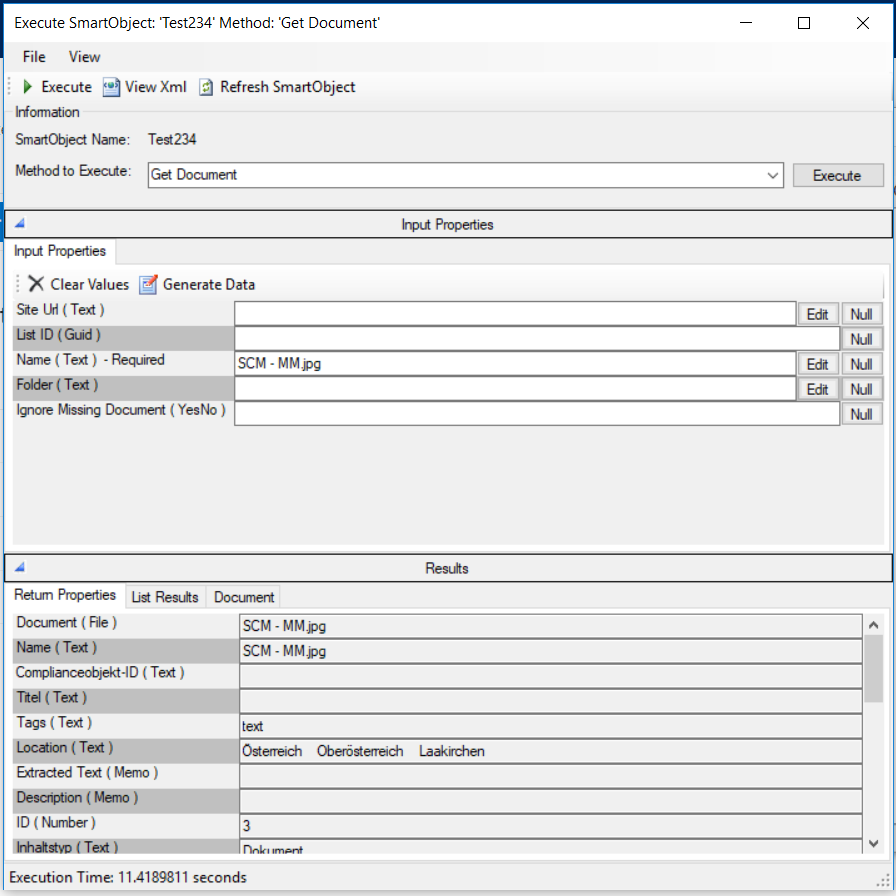 Execute SmartObject: 'Test234' Method: 'Get Document'
File View
Execute View Xml Refresh SmartObject
Information
SmartObject Name: Test234
Method to Execute: Get Document Execute
Input Properties
Input Properties
Clear Values Generate Data
Site Url ( Text ) Edit Null
List ID ( Guid ) Null
Name ( Text ) - Required SCM - MM.jpg Edit Null
Folder ( Text ) Edit Null
Ignore Missing Document ( YesNo ) Null
Results
Return Properties List Results Document
Document ( File ) SCM - MM.jpg
Name ( Text ) SCM - MM.jpg
Complianceobjekt-ID ( Text )
Titel ( Text )
Tags ( Text ) text
Location ( Text ) Österreich Oberösterreich Laakirchen
Extracted Text ( Memo )
Description ( Memo )
ID ( Number ) 3
Inhaltstyp ( Text ) Dokument
Execution Time: 11.4189811 seconds